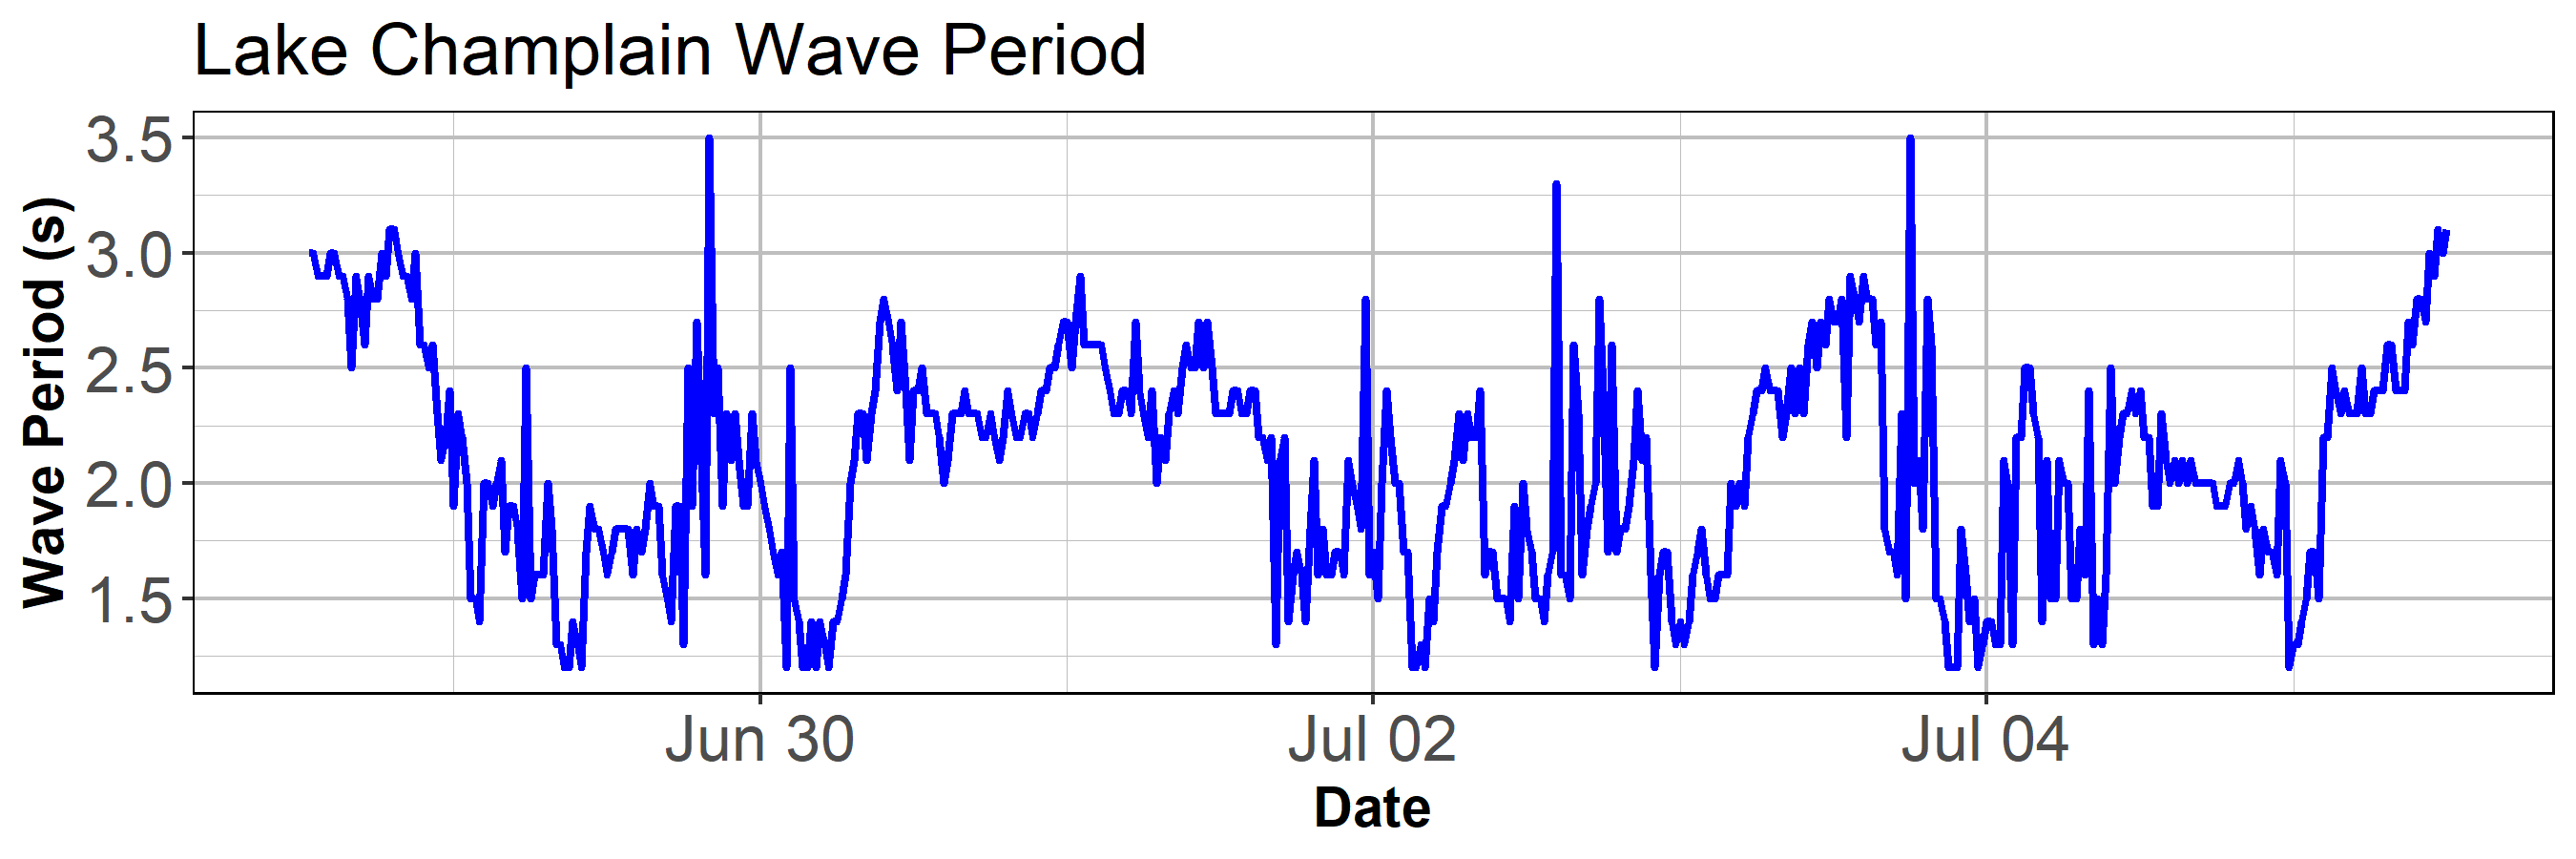 Lake Champlain Wave Period
Wave Period (s)
3.5
3.0
2.5
2.0
1.5
Jun 30
Jul 02
Jul 04
Date